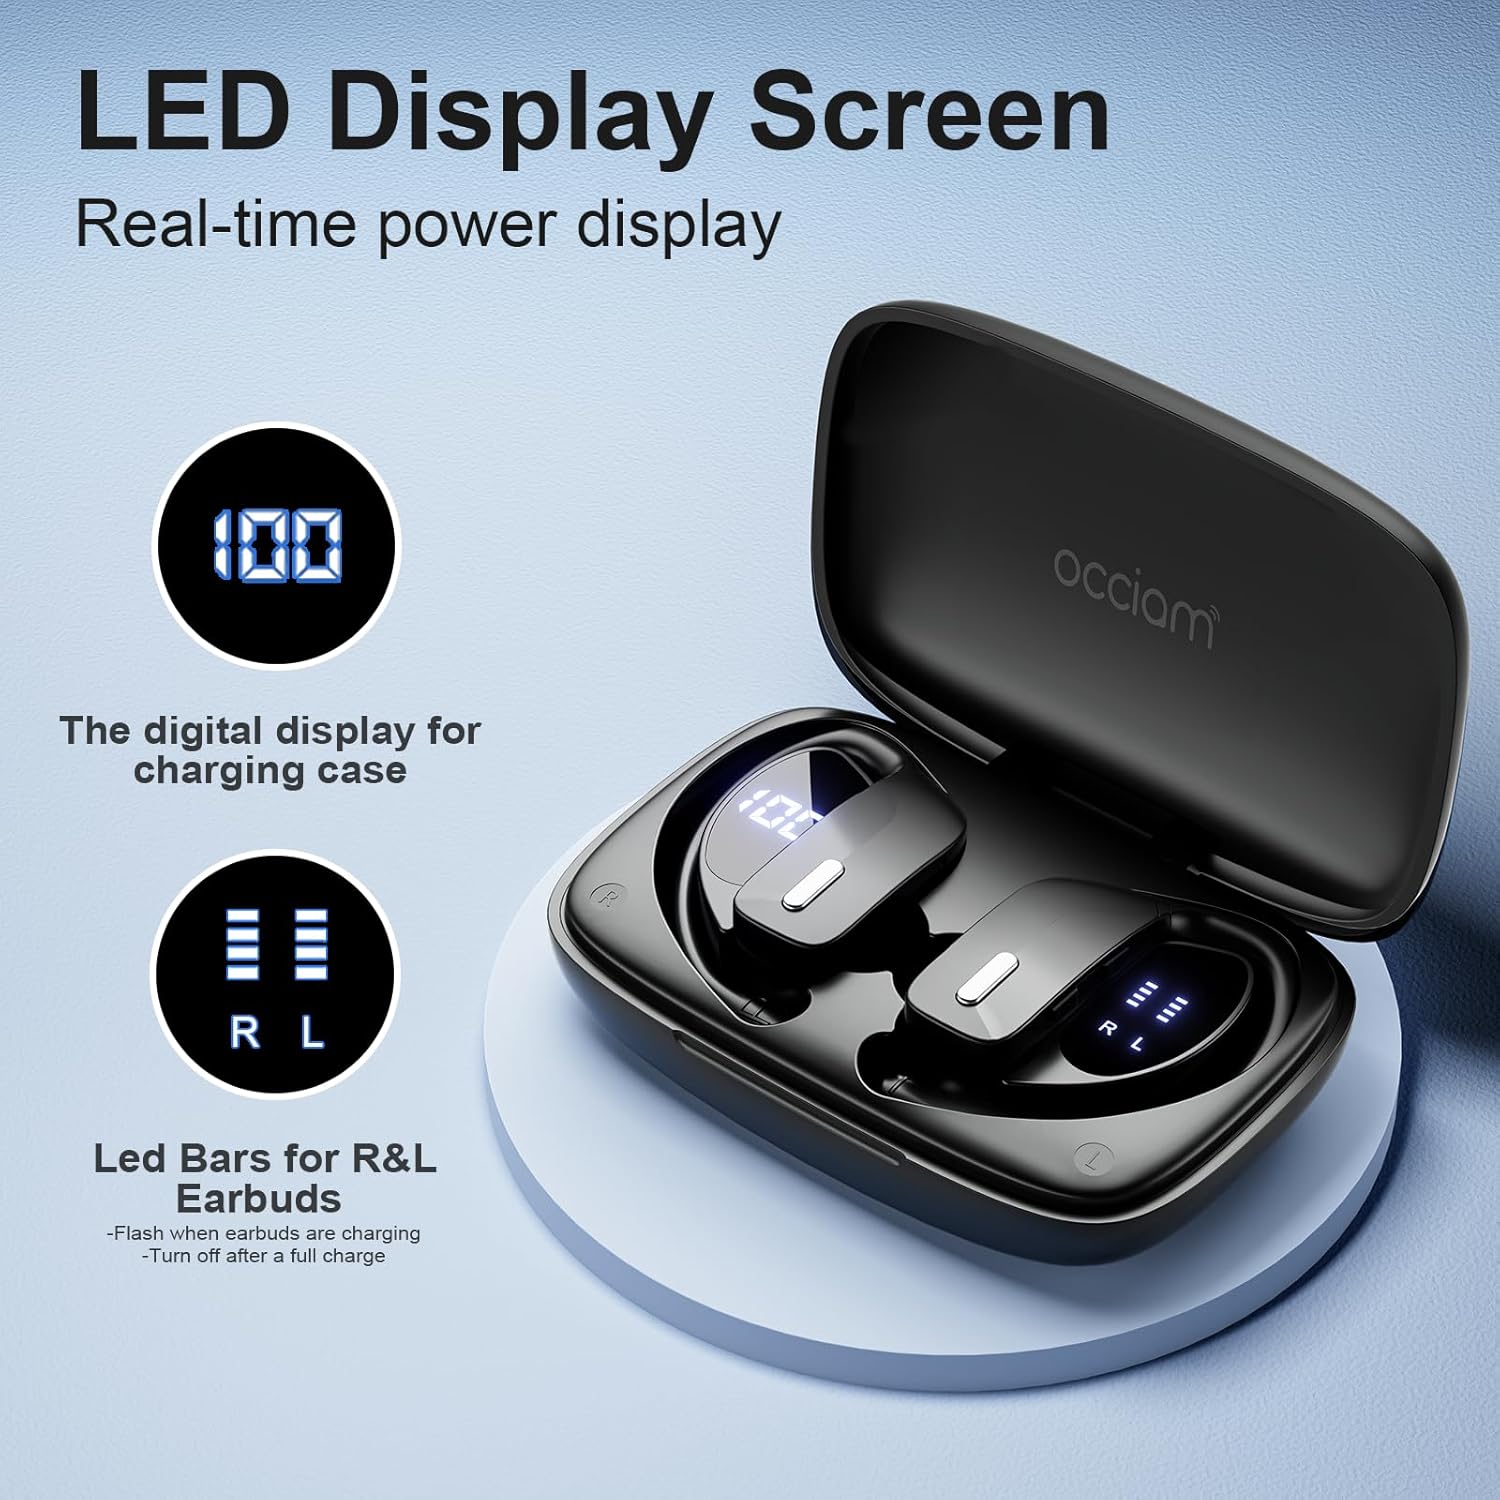 LED Display Screen
Real-time power display
100
The digital display for
charging case
R L
Led Bars for R&L
Earbuds
-Flash when earbuds are charging
-Turn off after a full charge
occiam
100
R
R L
L